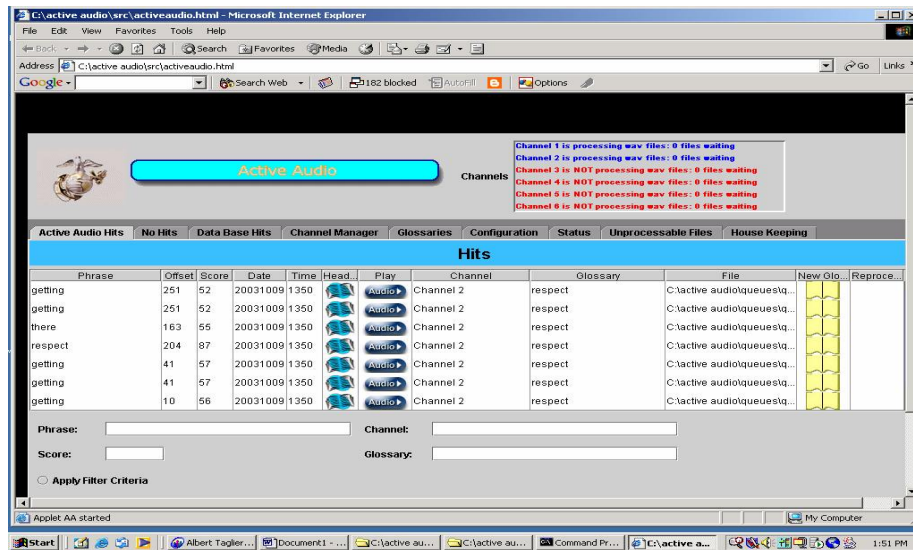 C:\active audio\src\activeaudio.html - Microsoft Internet Explorer
File Edit View Favorites Tools Help
Back Search Favorites Media
Address C:\active audio\src\activeaudio.html Go Links
Google Search Web 182 blocked AutoFill Options
Active Audio
Channels
Channel 1 is processing wav files: 0 files waiting
Channel 2 is processing wav files: 0 files waiting
Channel 3 is NOT processing wav files: 0 files waiting
Channel 4 is NOT processing wav files: 0 files waiting
Channel 5 is NOT processing wav files: 0 files waiting
Channel 6 is NOT processing wav files: 0 files waiting
Active Audio Hits No Hits Data Base Hits Channel Manager Glossaries Configuration Status Unprocessable Files House Keeping
Hits
Phrase Offset Score Date Time Head... Play Channel Glossary File New Glo... Reproce...
getting 251 52 20031009 1350 Audio Channel 2 respect C:\active audio\queues\q...
getting 251 52 20031009 1350 Audio Channel 2 respect C:\active audio\queues\q...
there 163 55 20031009 1350 Audio Channel 2 respect C:\active audio\queues\q...
respect 204 87 20031009 1350 Audio Channel 2 respect C:\active audio\queues\q...
getting 41 57 20031009 1350 Audio Channel 2 respect C:\active audio\queues\q...
getting 41 57 20031009 1350 Audio Channel 2 respect C:\active audio\queues\q...
getting 10 56 20031009 1350 Audio Channel 2 respect C:\active audio\queues\q...
Phrase: Channel:
Score: Glossary:
Apply Filter Criteria
Applet AA started My Computer
Start Albert Taglier... Document1 - ... C:\active au... C:\active au... Command Pr... C:\active a... 1:51 PM